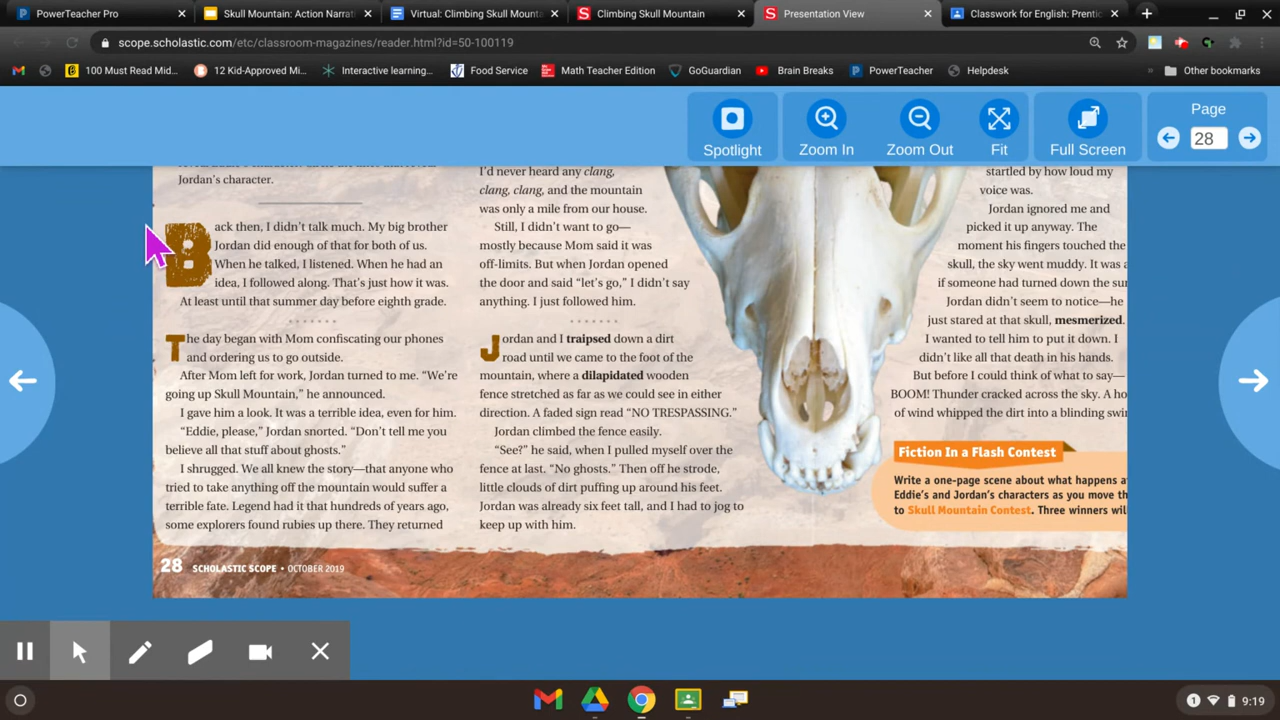 PowerTeacher Pro
Skull Mountain: Action Narrati
Virtual: Climbing Skull Mounta
Climbing Skull Mountain
Presentation View
Classwork for English: Prentic
scope.scholastic.com/etc/classroom-magazines/reader.html?id=50-100119
100 Must Read Mid...
12 Kid-Approved Mi...
Interactive learning...
Food Service
Math Teacher Edition
GoGuardian
Brain Breaks
PowerTeacher
Helpdesk
Other bookmarks
Spotlight
Zoom In
Zoom Out
Fit
Full Screen
Page
28
Jordan's character.
Back then, I didn't talk much. My big brother
Jordan did enough of that for both of us.
When he talked, I listened. When he had an
idea, I followed along. That's just how it was.
At least until that summer day before eighth grade.
The day began with Mom confiscating our phones
and ordering us to go outside.
After Mom left for work, Jordan turned to me. "We're
going up Skull Mountain," he announced.
I gave him a look. It was a terrible idea, even for him.
"Eddie, please," Jordan snorted. "Don't tell me you
believe all that stuff about ghosts."
I shrugged. We all knew the story—that anyone who
tried to take anything off the mountain would suffer a
terrible fate. Legend had it that hundreds of years ago,
some explorers found rubies up there. They returned
I'd never heard any clang,
clang, clang, and the mountain
was only a mile from our house.
Still, I didn't want to go—
mostly because Mom said it was
off-limits. But when Jordan opened
the door and said "let's go," I didn't say
anything. I just followed him.
Jordan and I traipsed down a dirt
road until we came to the foot of the
mountain, where a dilapidated wooden
fence stretched as far as we could see in either
direction. A faded sign read "NO TRESPASSING."
Jordan climbed the fence easily.
"See?" he said, when I pulled myself over the
fence at last. "No ghosts." Then off he strode,
little clouds of dirt puffing up around his feet.
Jordan was already six feet tall, and I had to jog to
keep up with him.
startled by how loud my
voice was.
Jordan ignored me and
picked it up anyway. The
moment his fingers touched the
skull, the sky went muddy. It was a
if someone had turned down the sun
Jordan didn't seem to notice—he
just stared at that skull, mesmerized.
I wanted to tell him to put it down. I
didn't like all that death in his hands.
But before I could think of what to say—
BOOM! Thunder cracked across the sky. A ho
of wind whipped the dirt into a blinding swir
Fiction In a Flash Contest
Write a one-page scene about what happens
Eddie's and Jordan's characters as you move th
to Skull Mountain Contest. Three winners wil
28 SCHOLASTIC SCOPE • OCTOBER 2019
1
9:19